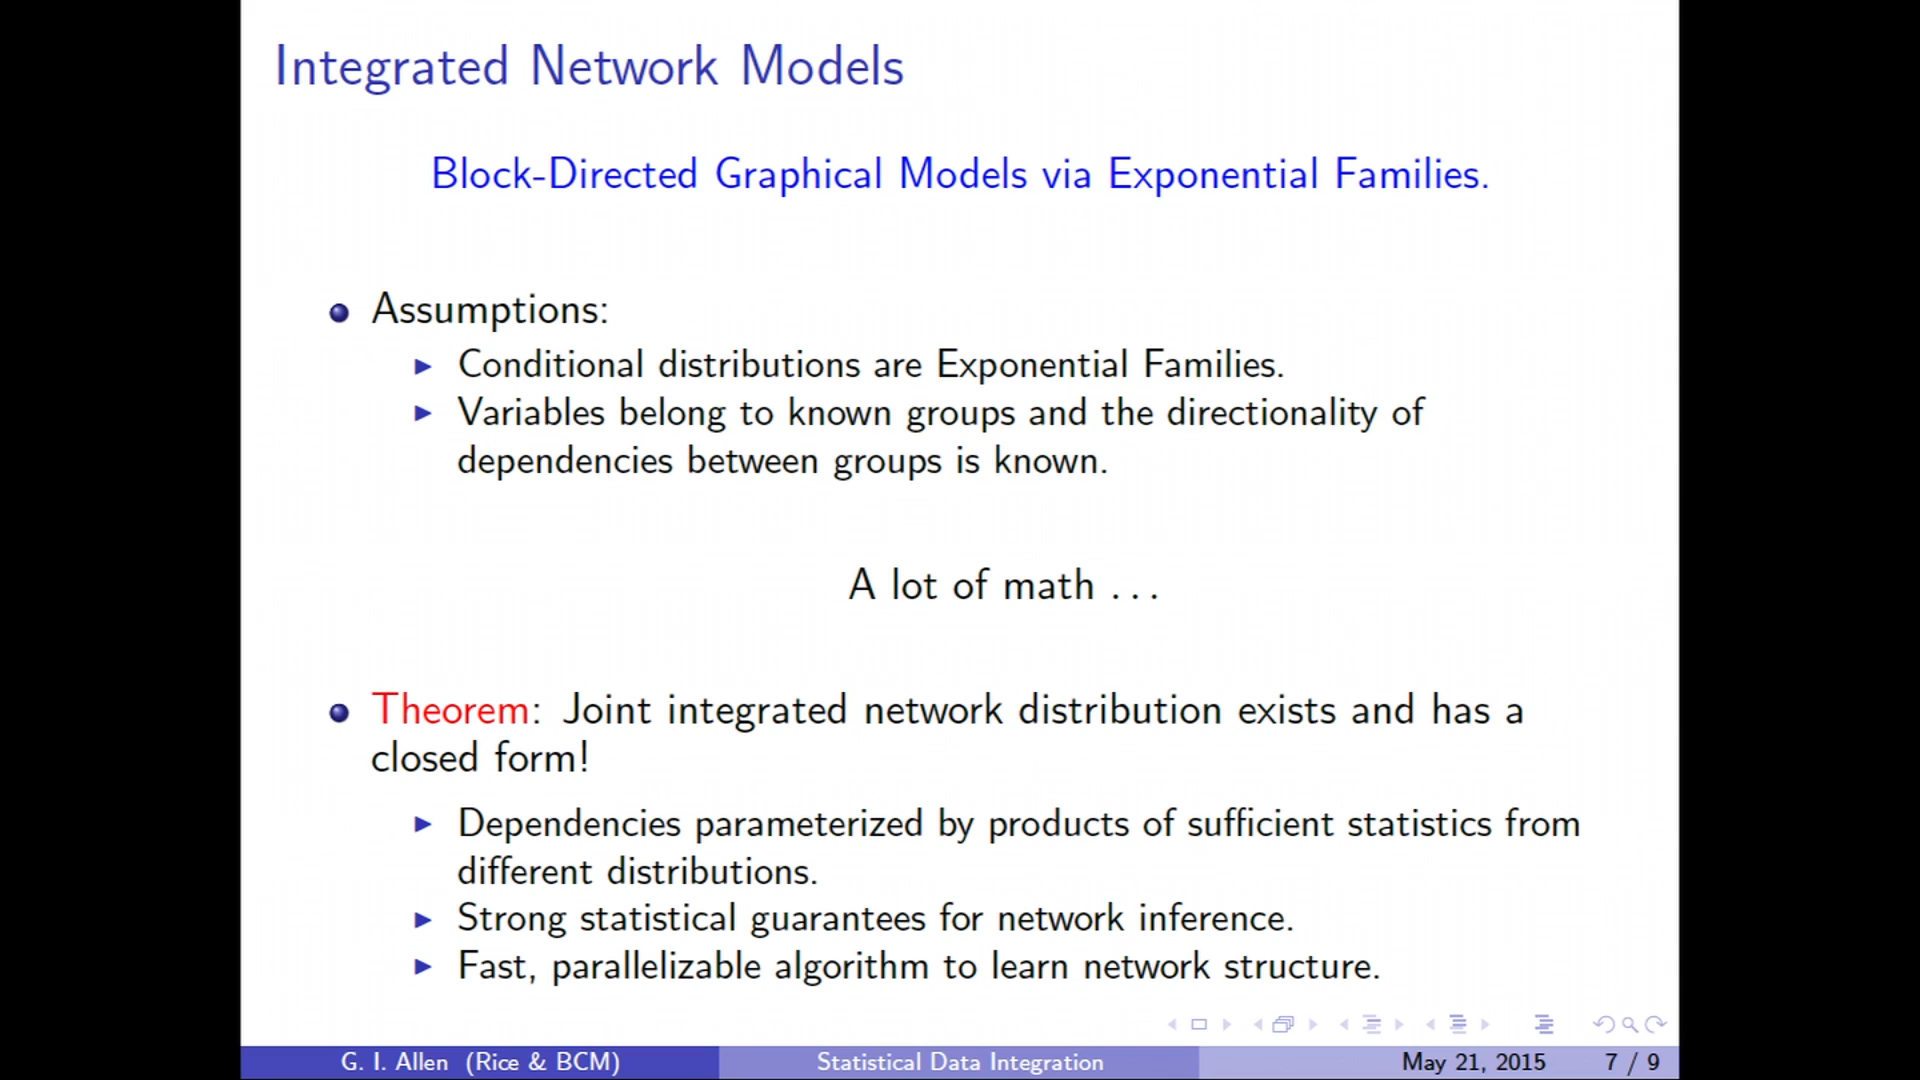 Integrated Network Models
Block-Directed Graphical Models via Exponential Families.
Assumptions:
Conditional distributions are Exponential Families.
Variables belong to known groups and the directionality of
dependencies between groups is known.
A lot of math . . .
Theorem: Joint integrated network distribution exists and has a
closed form!
Dependencies parameterized by products of sufficient statistics from
different distributions.
Strong statistical guarantees for network inference.
Fast, parallelizable algorithm to learn network structure.
G. I. Allen (Rice & BCM) Statistical Data Integration May 21, 2015 7 / 9